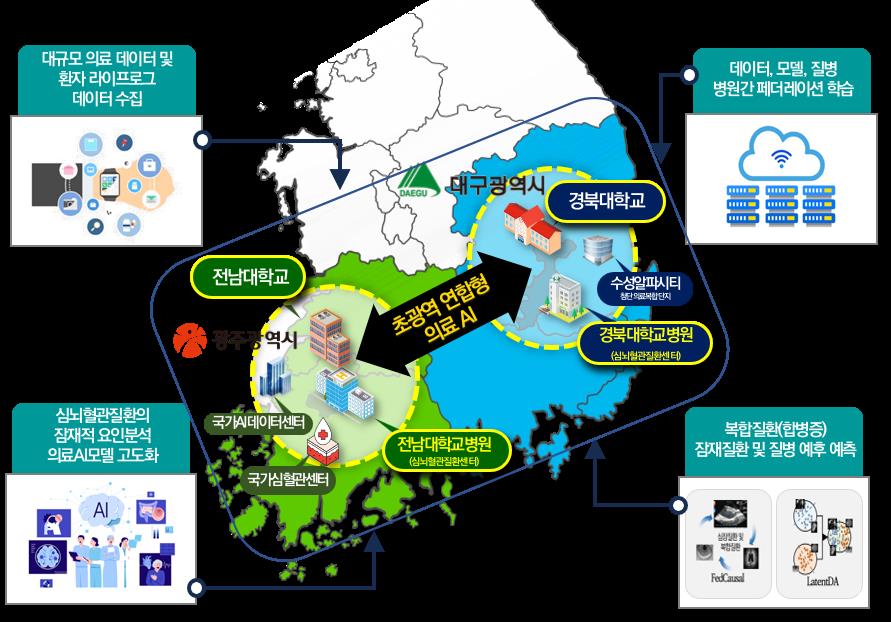 대규모 의료 데이터 및
환자 라이프로그
데이터 수집
데이터, 모델, 질병
병원간 페더레이션 학습
DAEGU
대구광역시
경북대학교
전남대학교
수성알파시티
첨단 의료복합 단지
초광역 연합형
의료 AI
광주광역시
경북대학교병원
(심뇌혈관질환센터)
국가AI데이터센터
전남대학교병원
(심뇌혈관질환센터)
국가심혈관센터
심뇌혈관질환의
잠재적 요인분석
의료AI모델 고도화
AI
복합질환(합병증)
잠재질환 및 질병 예후 예측
심장질환 및
복합질환
FedCausal
LatentDA